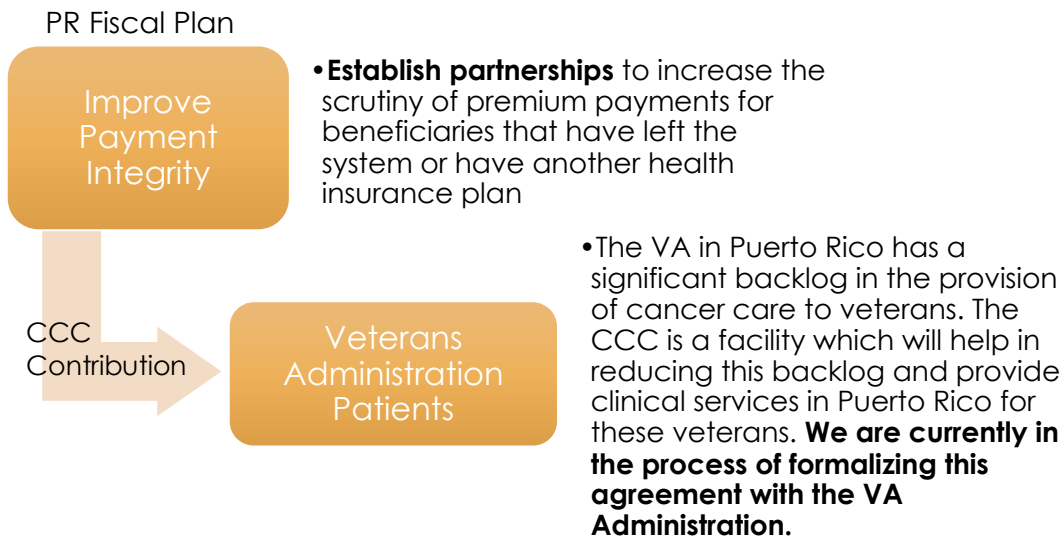 PR Fiscal Plan
Improve
Payment
Integrity
•Establish partnerships to increase the
scrutiny of premium payments for
beneficiaries that have left the
system or have another health
insurance plan
CCC
Contribution
Veterans
Administration
Patients
•The VA in Puerto Rico has a
significant backlog in the provision
of cancer care to veterans. The
CCC is a facility which will help in
reducing this backlog and provide
clinical services in Puerto Rico for
these veterans. We are currently in
the process of formalizing this
agreement with the VA
Administration.